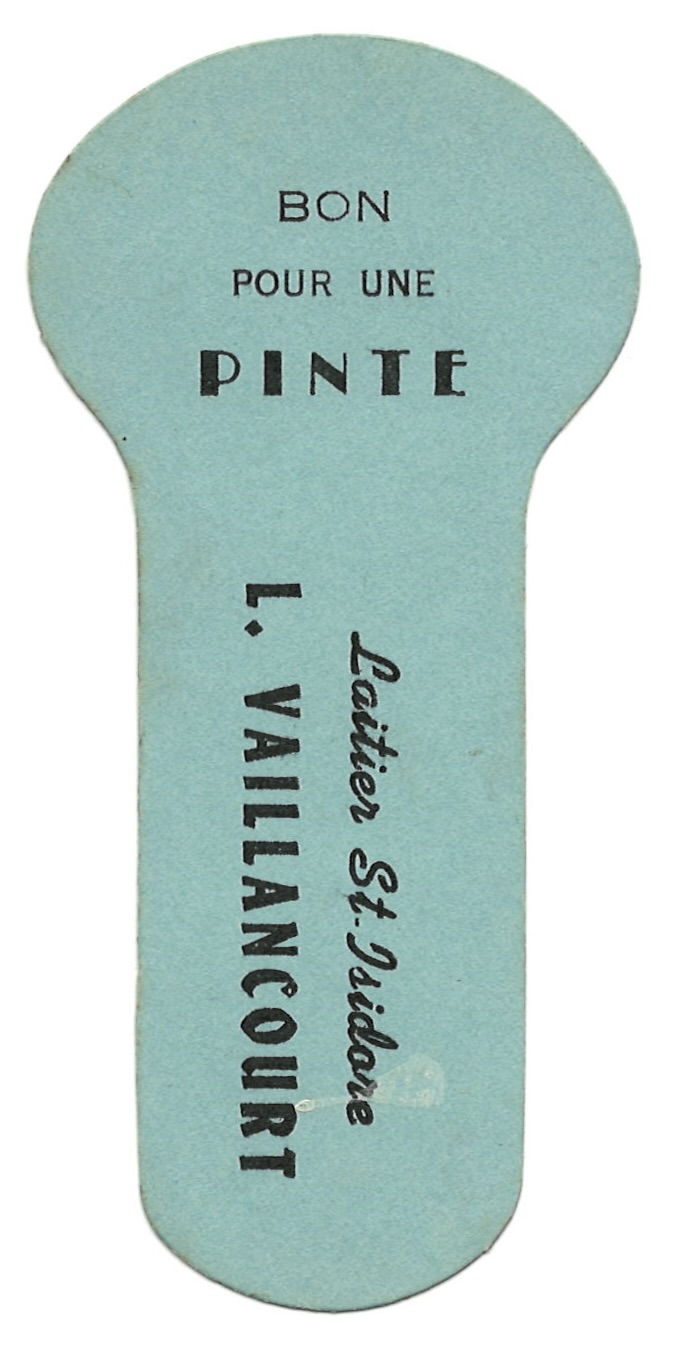 BON
POUR UNE
PINTE
Laitier St-Isidore
L. VAILLANCOURT